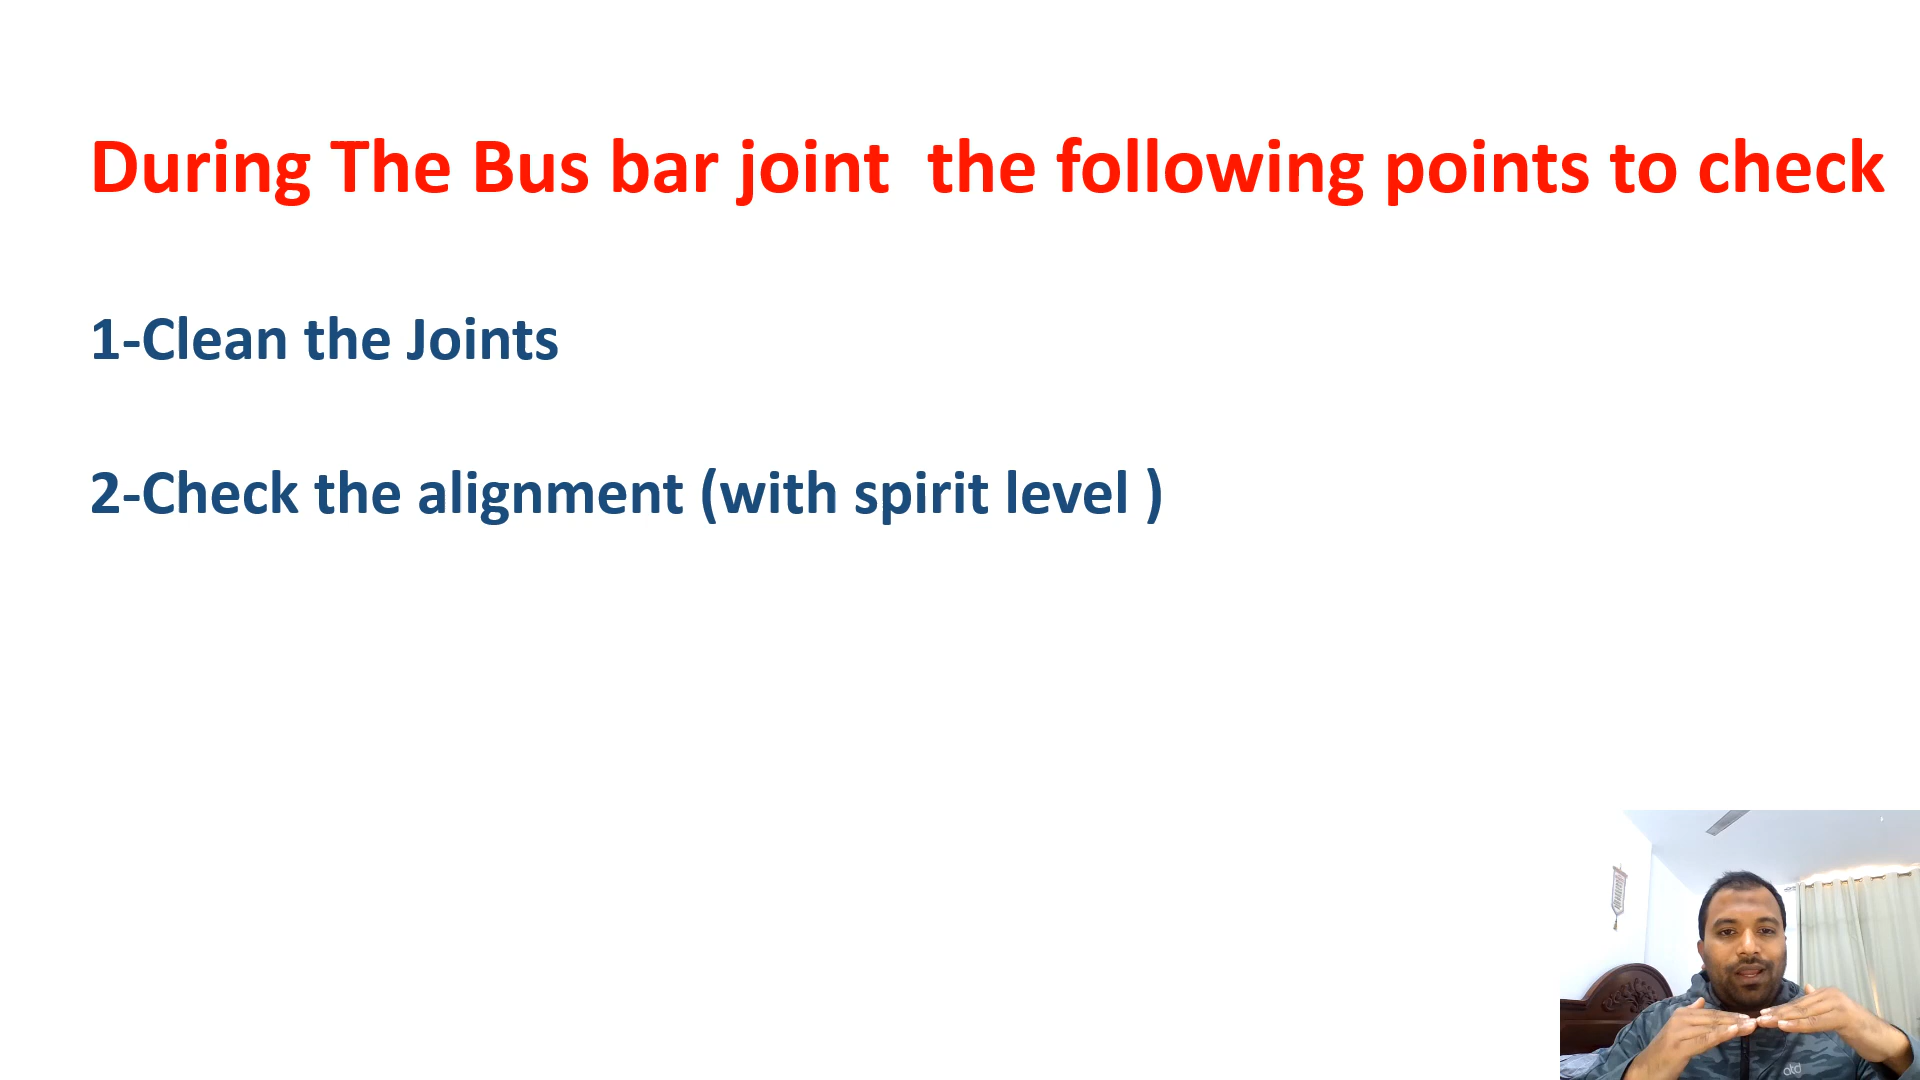 During The Bus bar joint  the following points to check
1-Clean the Joints
2-Check the alignment (with spirit level )